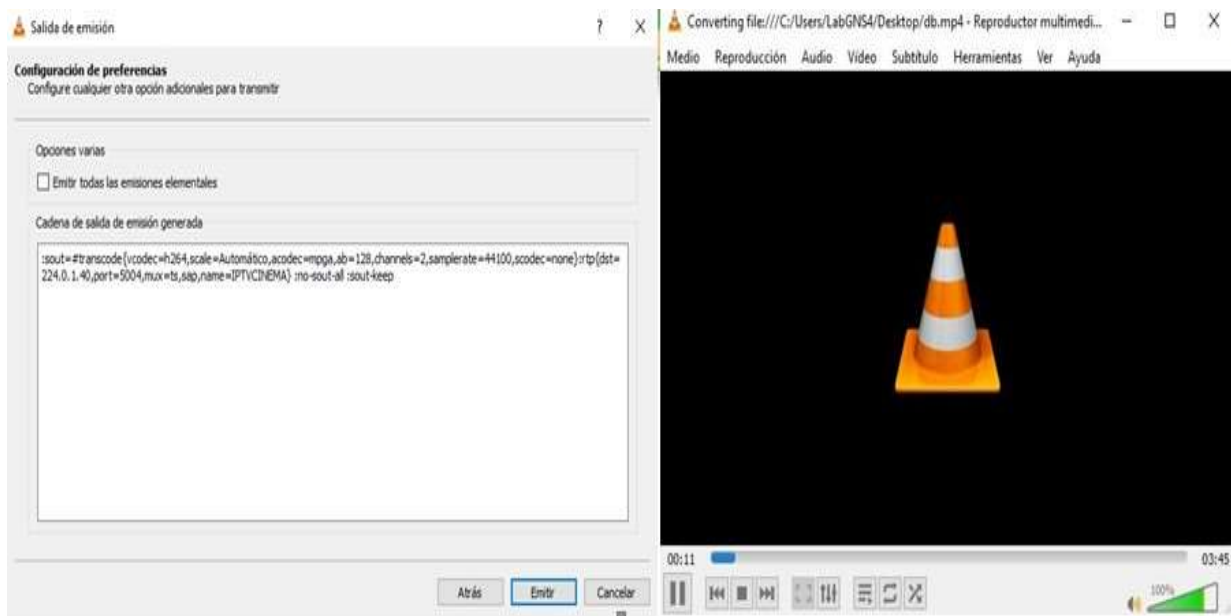 Salida de emisión
? X
Configuración de preferencias
Configure cualquier otra opción adicionales para transmitir
Opciones varias
Emitir todas las emisiones elementales
Cadena de salida de emisión generada
:sout=#transcode{vcodec=h264,scale=Automático,acodec=mpga,ab=128,channels=2,samplerate=44100,scodec=none}:rtp{dst=
224.0.1.40,port=5004,mux=ts,sap,name=IPTVCINEMA} :no-sout-all :sout-keep
Atrás Emitir Cancelar
Converting file:///C:/Users/LabGNS4/Desktop/db.mp4 - Reproductor multimedi...
Medio Reproducción Audio Vídeo Subtítulo Herramientas Ver Ayuda
00:11 03:45
100%